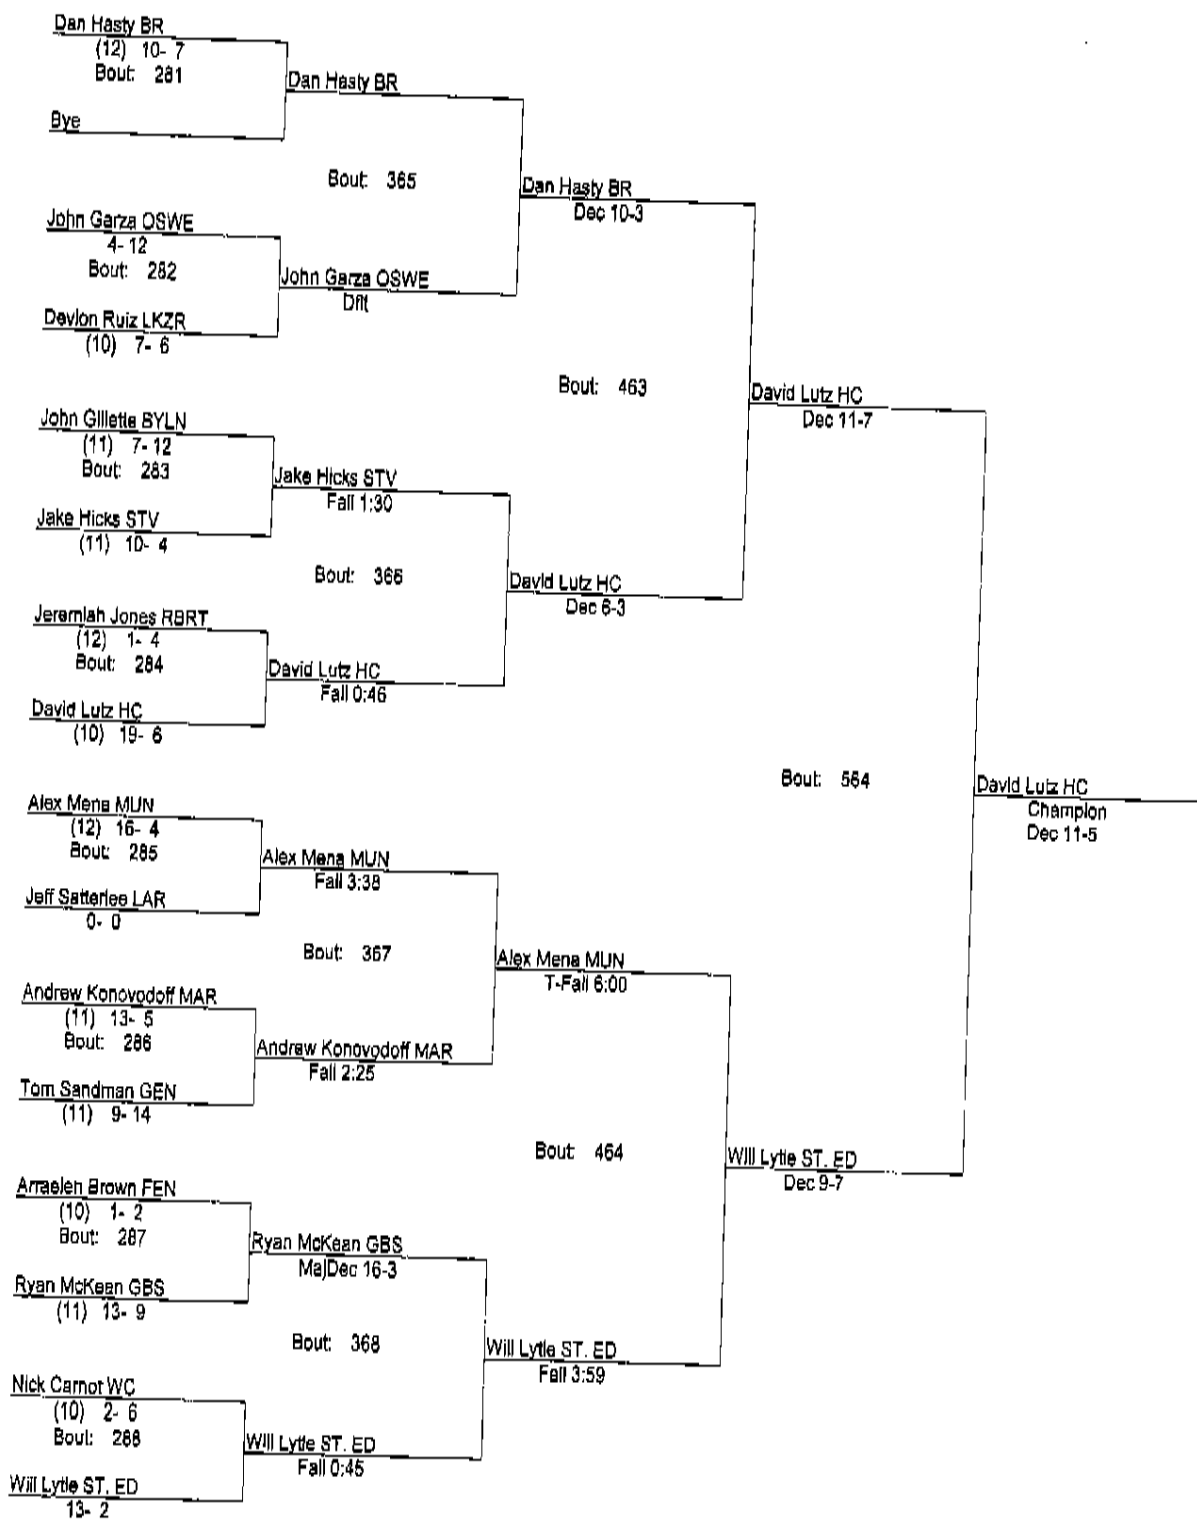 Dan Hasty BR
(12) 10- 7
Bout: 281
Dan Hasty BR
Bye
Bout: 365
Dan Hasty BR
Dec 10-3
John Garza OSWE
4- 12
Bout: 282
John Garza OSWE
Dflt
Devion Ruiz LKZR
(10) 7- 6
Bout: 463
David Lutz HC
Dec 11-7
John Gillette BYLN
(11) 7- 12
Bout: 283
Jake Hicks STV
Fall 1:30
Jake Hicks STV
(11) 10- 4
Bout: 366
David Lutz HC
Dec 6-3
Jeremiah Jones RBRT
(12) 1- 4
Bout: 284
David Lutz HC
Fall 0:46
David Lutz HC
(10) 19- 6
Bout: 564
David Lutz HC
Champion
Dec 11-5
Alex Mena MUN
(12) 16- 4
Bout: 285
Alex Mena MUN
Fall 3:38
Jeff Satterlee LAR
0- 0
Bout: 367
Alex Mena MUN
T-Fall 6:00
Andrew Konovodoff MAR
(11) 13- 5
Bout: 286
Andrew Konovodoff MAR
Fall 2:25
Tom Sandman GEN
(11) 9- 14
Bout: 464
Will Lytle ST. ED
Dec 9-7
Arraelen Brown FEN
(10) 1- 2
Bout: 287
Ryan McKean GBS
MajDec 16-3
Ryan McKean GBS
(11) 13- 9
Bout: 368
Will Lytle ST. ED
Fall 3:59
Nick Carnot WC
(10) 2- 6
Bout: 288
Will Lytle ST. ED
Fall 0:45
Will Lytle ST. ED
13- 2